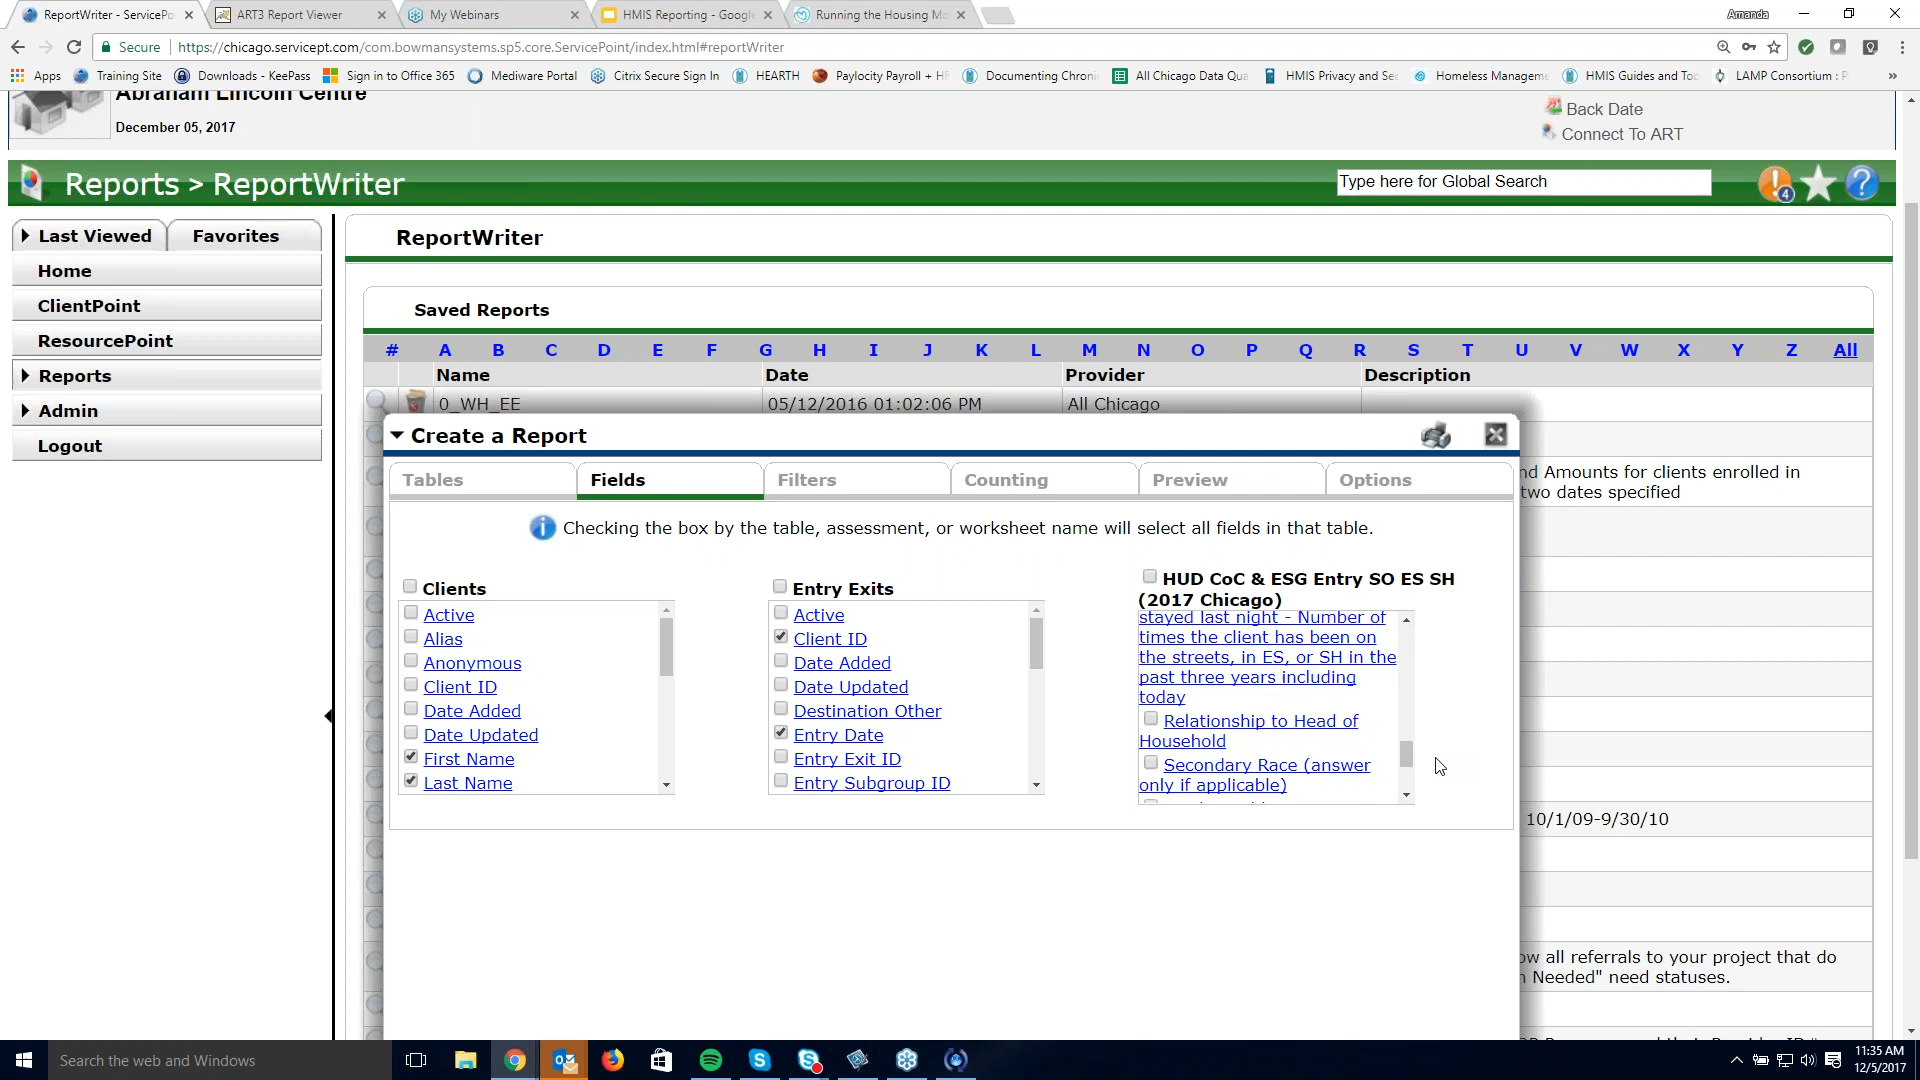 ReportWriter - ServicePo
ART3 Report Viewer
My Webinars
HMIS Reporting - Google
Running the Housing Mo
Amanda
Secure
https://chicago.servicept.com/com.bowmansystems.sp5.core.ServicePoint/index.html#reportWriter
Apps
Training Site
Downloads - KeePass
Sign in to Office 365
Mediware Portal
Citrix Secure Sign In
HEARTH
Paylocity Payroll + H
Documenting Chroni
All Chicago Data Qua
HMIS Privacy and Sec
Homeless Manageme
HMIS Guides and Too
LAMP Consortium : P
»
Abraham Lincoln Centre
December 05, 2017
Back Date
Connect To ART
Reports > ReportWriter
Type here for Global Search
4
?
Last Viewed
Favorites
Home
ClientPoint
ResourcePoint
Reports
Admin
Logout
ReportWriter
Saved Reports
# A B C D E F G H I J K L M N O P Q R S T U V W X Y Z All
Name Date Provider Description
0_WH_EE 05/12/2016 01:02:06 PM All Chicago
nd Amounts for clients enrolled in
two dates specified
10/1/09-9/30/10
ow all referrals to your project that do
n Needed" need statuses.
Create a Report
Tables
Fields
Filters
Counting
Preview
Options
Checking the box by the table, assessment, or worksheet name will select all fields in that table.
Clients
Active
Alias
Anonymous
Client ID
Date Added
Date Updated
First Name
Last Name
Entry Exits
Active
Client ID
Date Added
Date Updated
Destination Other
Entry Date
Entry Exit ID
Entry Subgroup ID
HUD CoC & ESG Entry SO ES SH
(2017 Chicago)
stayed last night - Number of
times the client has been on
the streets, in ES, or SH in the
past three years including
today
Relationship to Head of
Household
Secondary Race (answer
only if applicable)
Search the web and Windows
11:35 AM
12/5/2017